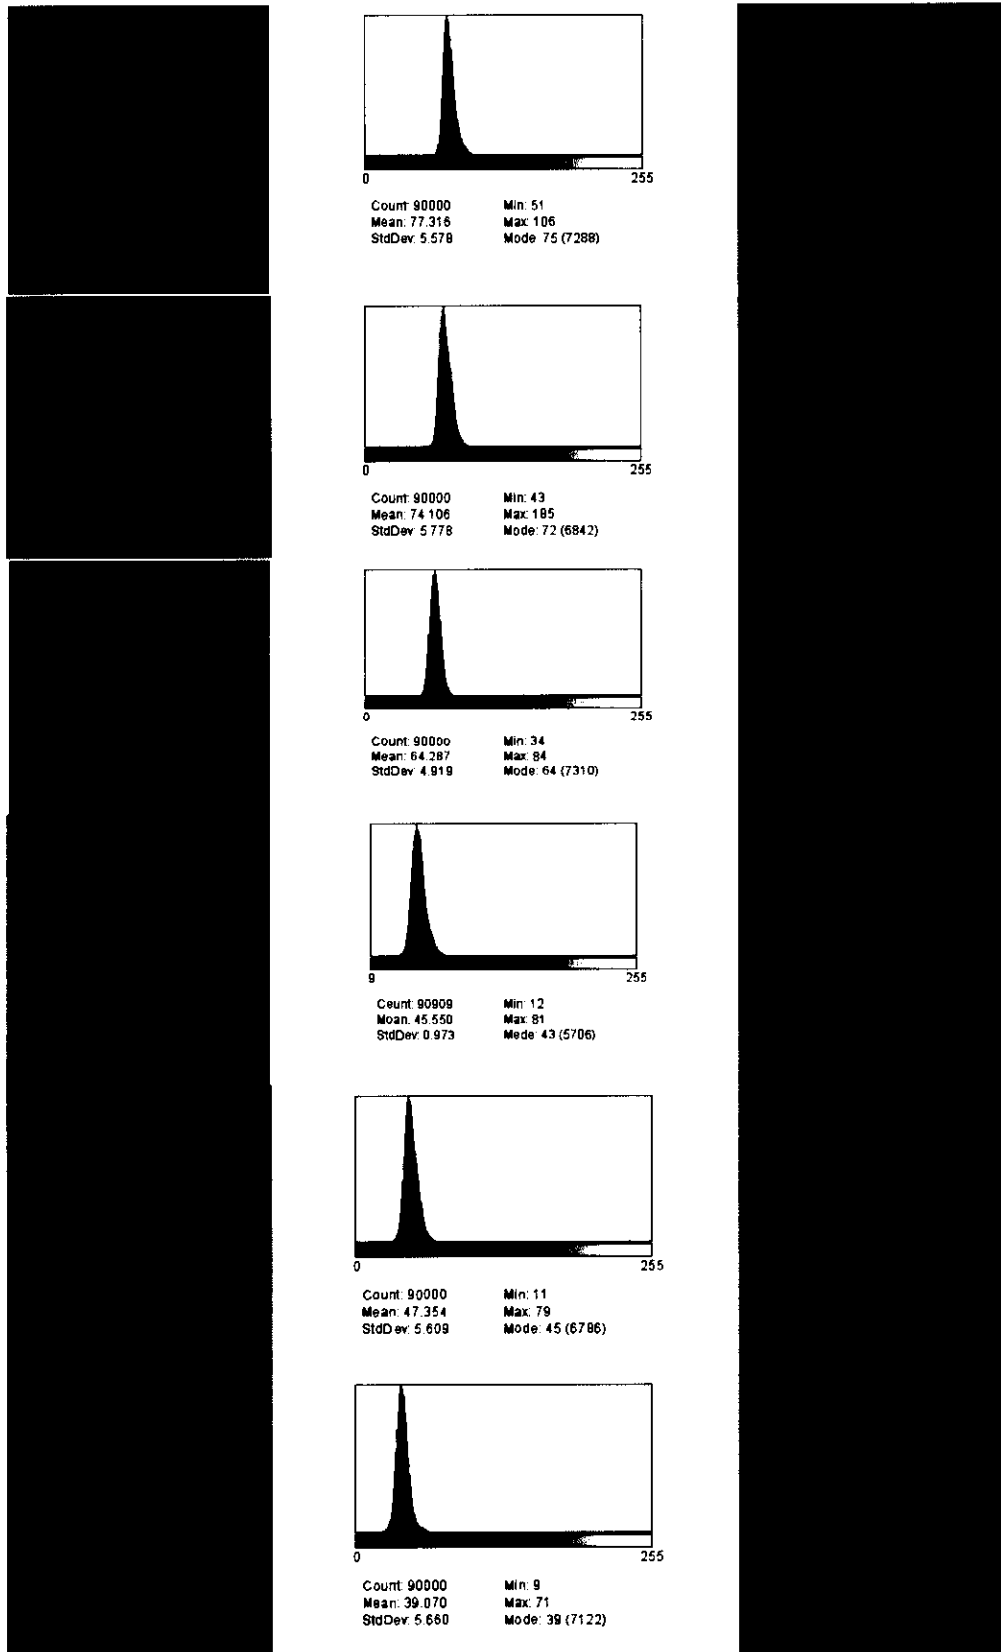 0 255
Count: 90000 Min: 51
Mean: 77.316 Max: 106
StdDev: 5.578 Mode: 75 (7288)
0 255
Count: 90000 Min: 43
Mean: 74.106 Max: 185
StdDev: 5.778 Mode: 72 (6842)
0 255
Count: 90000 Min: 34
Mean: 64.287 Max: 84
StdDev: 4.919 Mode: 64 (7310)
9 255
Ceunt: 90909 Min: 12
Moan: 45.550 Max: 81
StdDev: 0.973 Mede: 43 (5706)
0 255
Count: 90000 Min: 11
Mean: 47.354 Max: 79
StdDev: 5.609 Mode: 45 (6786)
0 255
Count: 90000 Min: 9
Mean: 39.070 Max: 71
StdDev: 5.660 Mode: 39 (7122)